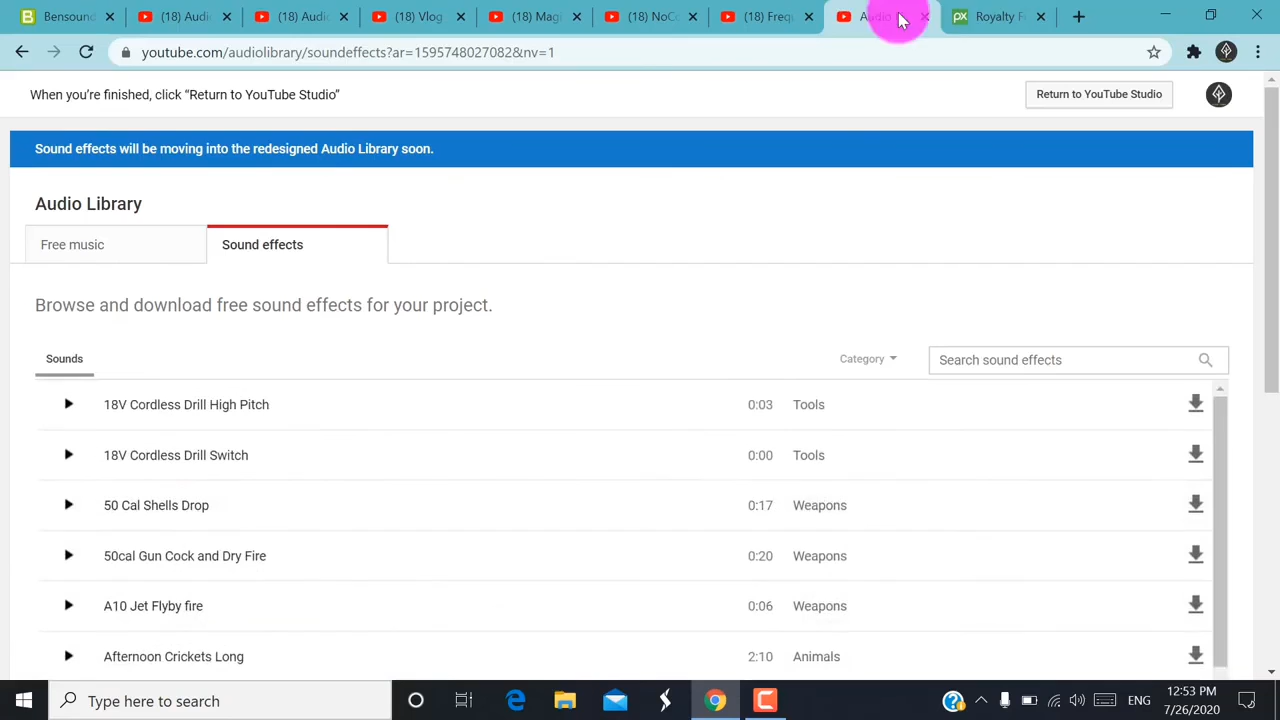 Bensound (18) Audi (18) Audi (18) Vlog (18) Magi (18) NoCo (18) Freq Audio Royalty F
youtube.com/audiolibrary/soundeffects?ar=1595748027082&nv=1
When you're finished, click “Return to YouTube Studio” Return to YouTube Studio
Sound effects will be moving into the redesigned Audio Library soon.
Audio Library
Free music Sound effects
Browse and download free sound effects for your project.
Sounds Category Search sound effects
18V Cordless Drill High Pitch 0:03 Tools
18V Cordless Drill Switch 0:00 Tools
50 Cal Shells Drop 0:17 Weapons
50cal Gun Cock and Dry Fire 0:20 Weapons
A10 Jet Flyby fire 0:06 Weapons
Afternoon Crickets Long 2:10 Animals
Type here to search ENG 12:53 PM
7/26/2020